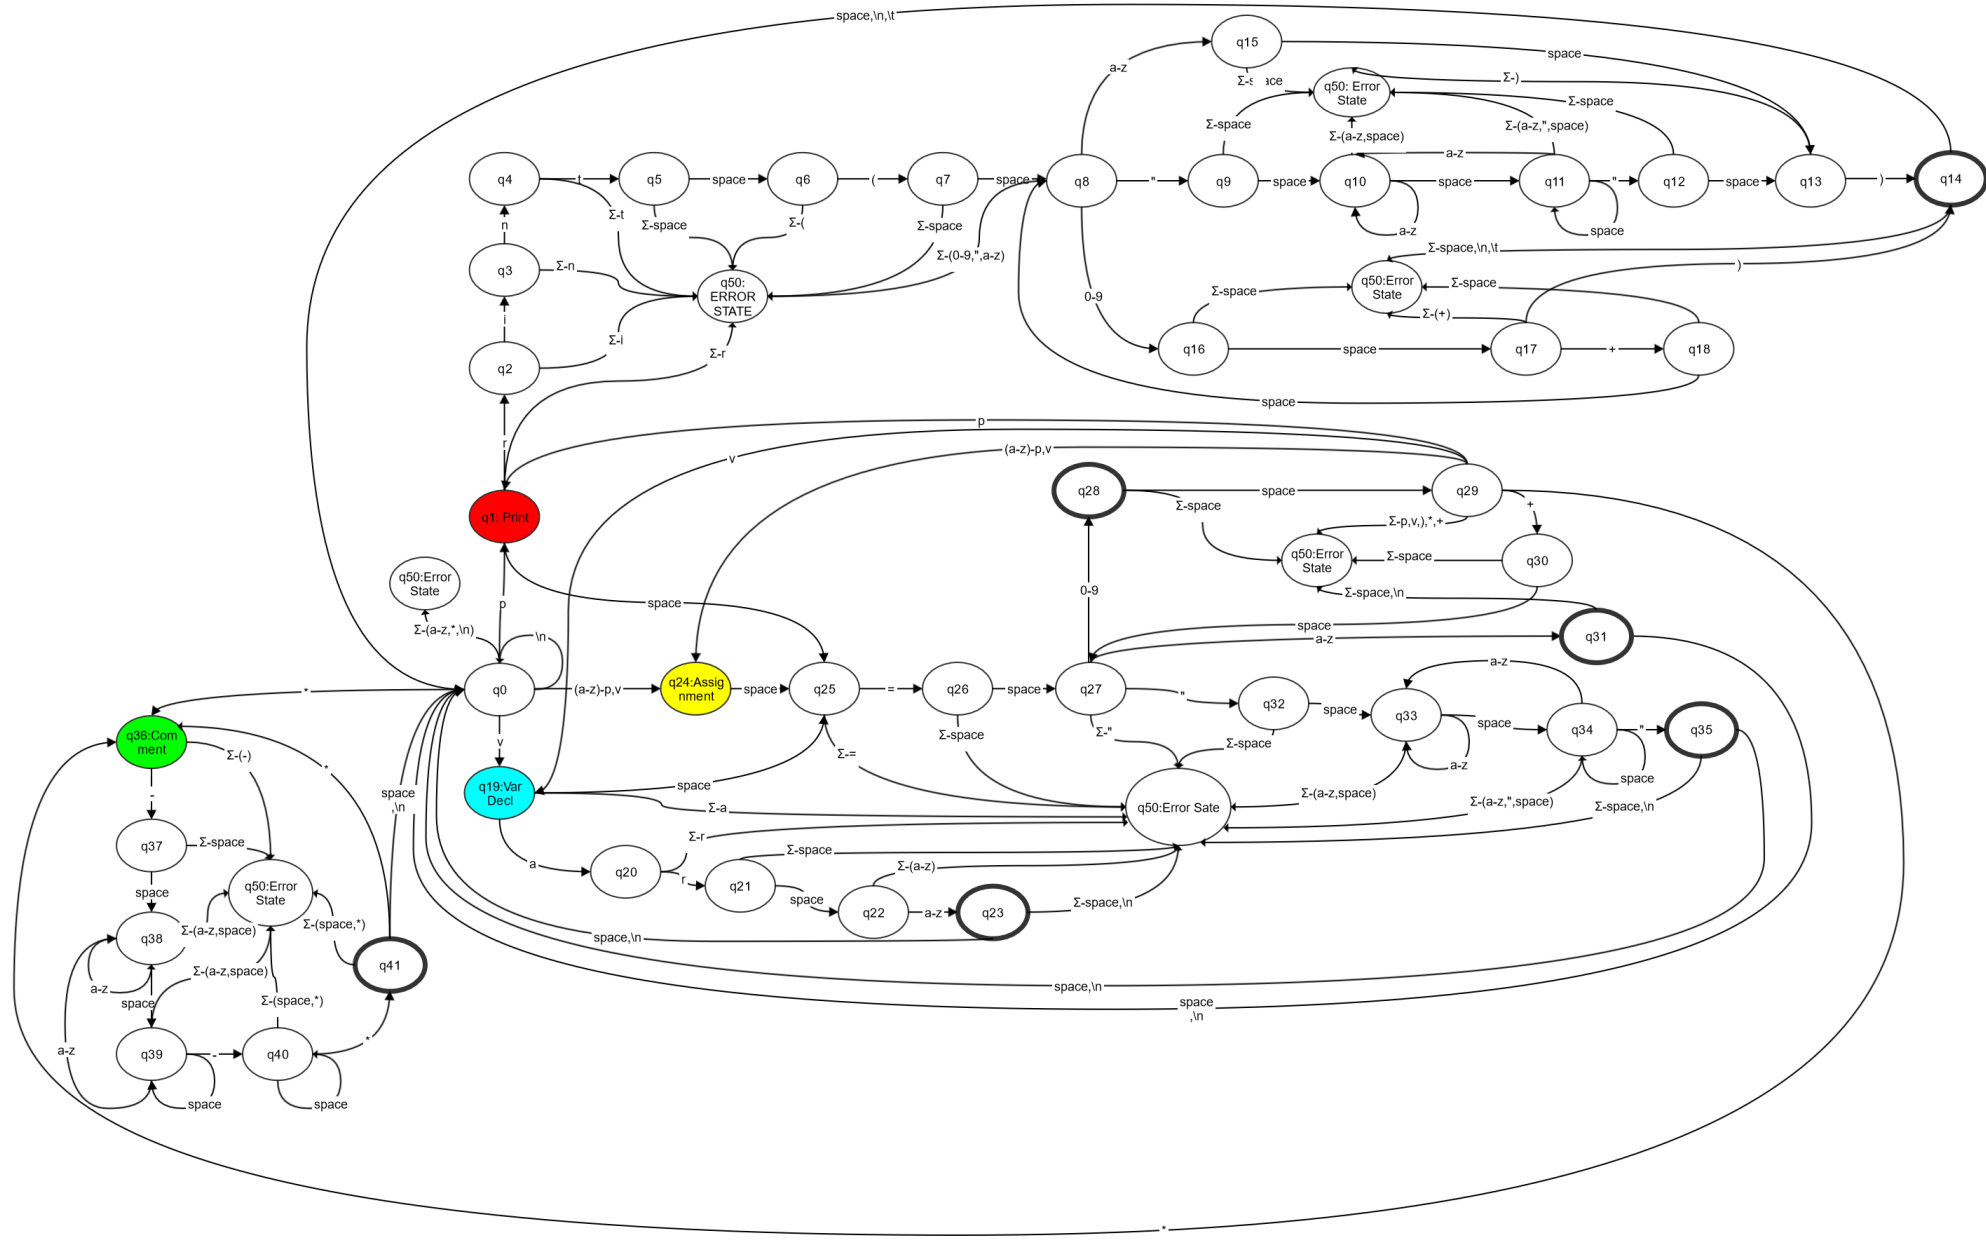 space,\n,\t
q15
space
a-z
Σ-space
q50: Error
State
Σ-)
Σ-space
Σ-space
Σ-(a-z,space)
Σ-(a-z,",space)
a-z
q4
t
q5
space
q6
(
q7
space
q8
"
q9
space
q10
space
q11
"
q12
space
q13
)
q14
n
Σ-t
Σ-space
Σ-(
Σ-space
a-z
space
Σ-space,\n,\t
Σ-(0-9,",a-z)
)
q3
Σ-n
q50:
ERROR
STATE
q50:Error
State
Σ-space
Σ-space
0-9
i
Σ-i
Σ-(+)
Σ-r
q2
q16
space
q17
+
q18
space
r
p
v
(a-z)-p,v
q1: Print
q28
space
q29
Σ-space
+
Σ-p,v,),*,+
q50:Error
State
Σ-space
q30
q50:Error
State
0-9
Σ-space,\n
p
space
space
a-z
q31
Σ-(a-z,*,\n)
\n
*
q0
(a-z)-p,v
q24:Assig
nment
space
q25
=
q26
space
q27
"
q32
space
q33
a-z
space
q34
"
q35
q36:Com
ment
Σ-(-)
v
Σ-space
Σ-"
Σ-space
a-z
space
*
Σ-=
q19:Var
Decl
space
Σ-a
q50:Error Sate
Σ-(a-z,space)
Σ-(a-z,",space)
Σ-space,\n
space
,\n
-
q37
Σ-space
Σ-r
Σ-space
a
q20
r
q21
Σ-(a-z)
space
q22
a-z
q23
Σ-space,\n
space
q50:Error
State
Σ-(a-z,space)
Σ-(space,*)
q38
space,\n
q41
Σ-(a-z,space)
a-z
space
Σ-(space,*)
space,\n
space
,\n
*
a-z
q39
-
q40
space
space
*